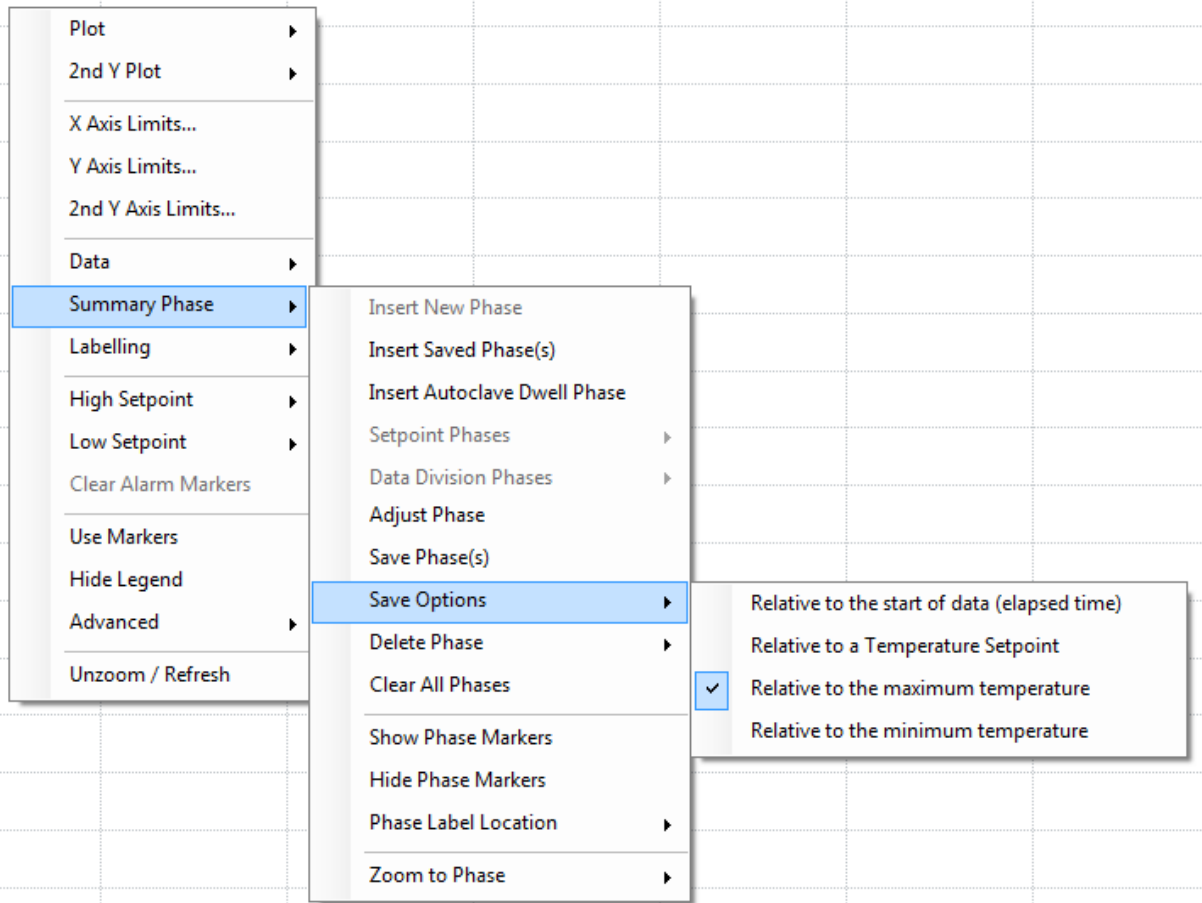 Plot
2nd Y Plot
X Axis Limits...
Y Axis Limits...
2nd Y Axis Limits...
Data
Summary Phase
Labelling
High Setpoint
Low Setpoint
Clear Alarm Markers
Use Markers
Hide Legend
Advanced
Unzoom / Refresh
Insert New Phase
Insert Saved Phase(s)
Insert Autoclave Dwell Phase
Setpoint Phases
Data Division Phases
Adjust Phase
Save Phase(s)
Save Options
Delete Phase
Clear All Phases
Show Phase Markers
Hide Phase Markers
Phase Label Location
Zoom to Phase
Relative to the start of data (elapsed time)
Relative to a Temperature Setpoint
Relative to the maximum temperature
Relative to the minimum temperature